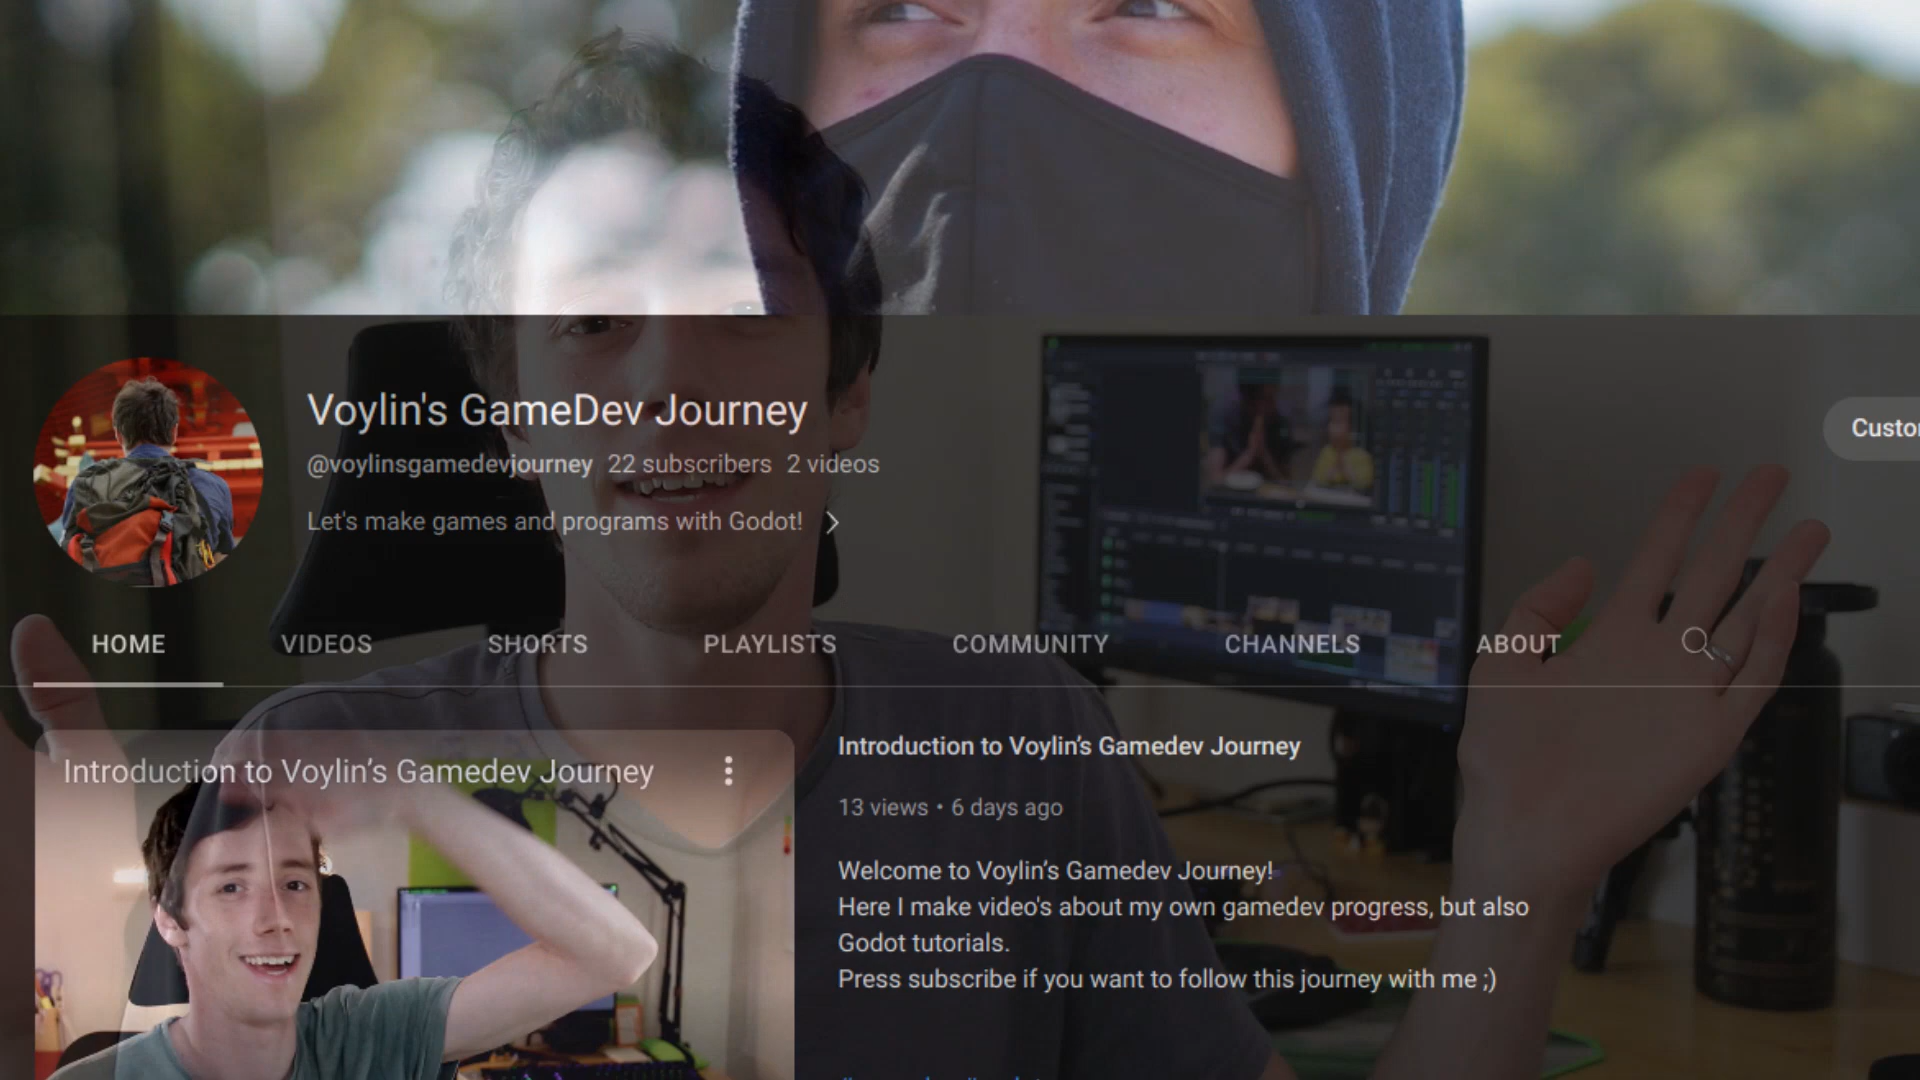 Voylin's GameDev Journey
Custo
@voylinsgamedevjourney 22 subscribers 2 videos
Let's make games and programs with Godot!
HOME VIDEOS SHORTS PLAYLISTS COMMUNITY CHANNELS ABOUT
Introduction to Voylin’s Gamedev Journey
Introduction to Voylin’s Gamedev Journey
13 views • 6 days ago
Welcome to Voylin’s Gamedev Journey!
Here I make video's about my own gamedev progress, but also
Godot tutorials.
Press subscribe if you want to follow this journey with me ;)